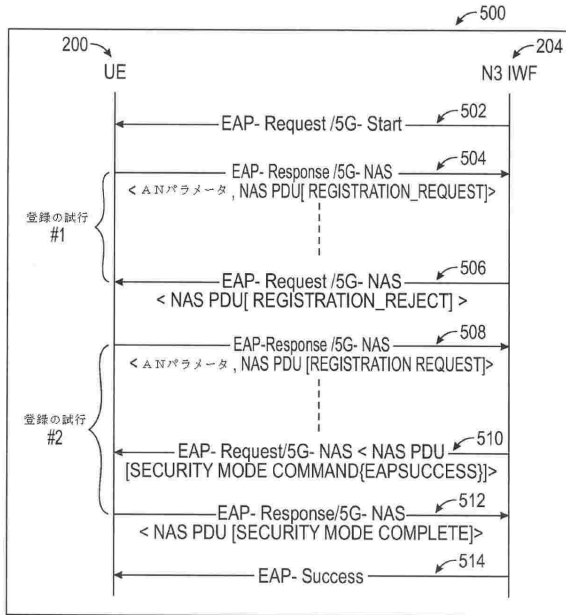 500
200
204
UE
N3 IWF
502
EAP- Request /5G- Start
504
EAP- Response /5G- NAS
< ANパラメータ, NAS PDU[ REGISTRATION_REQUEST]>
登録の試行
#1
506
EAP- Request /5G- NAS
< NAS PDU[ REGISTRATION_REJECT] >
508
EAP-Response /5G- NAS
< ANパラメータ, NAS PDU [REGISTRATION REQUEST]>
登録の試行
#2
510
EAP- Request/5G- NAS < NAS PDU
[SECURITY MODE COMMAND{EAPSUCCESS}]>
512
EAP- Response/5G- NAS
< NAS PDU [SECURITY MODE COMPLETE]>
514
EAP- Success